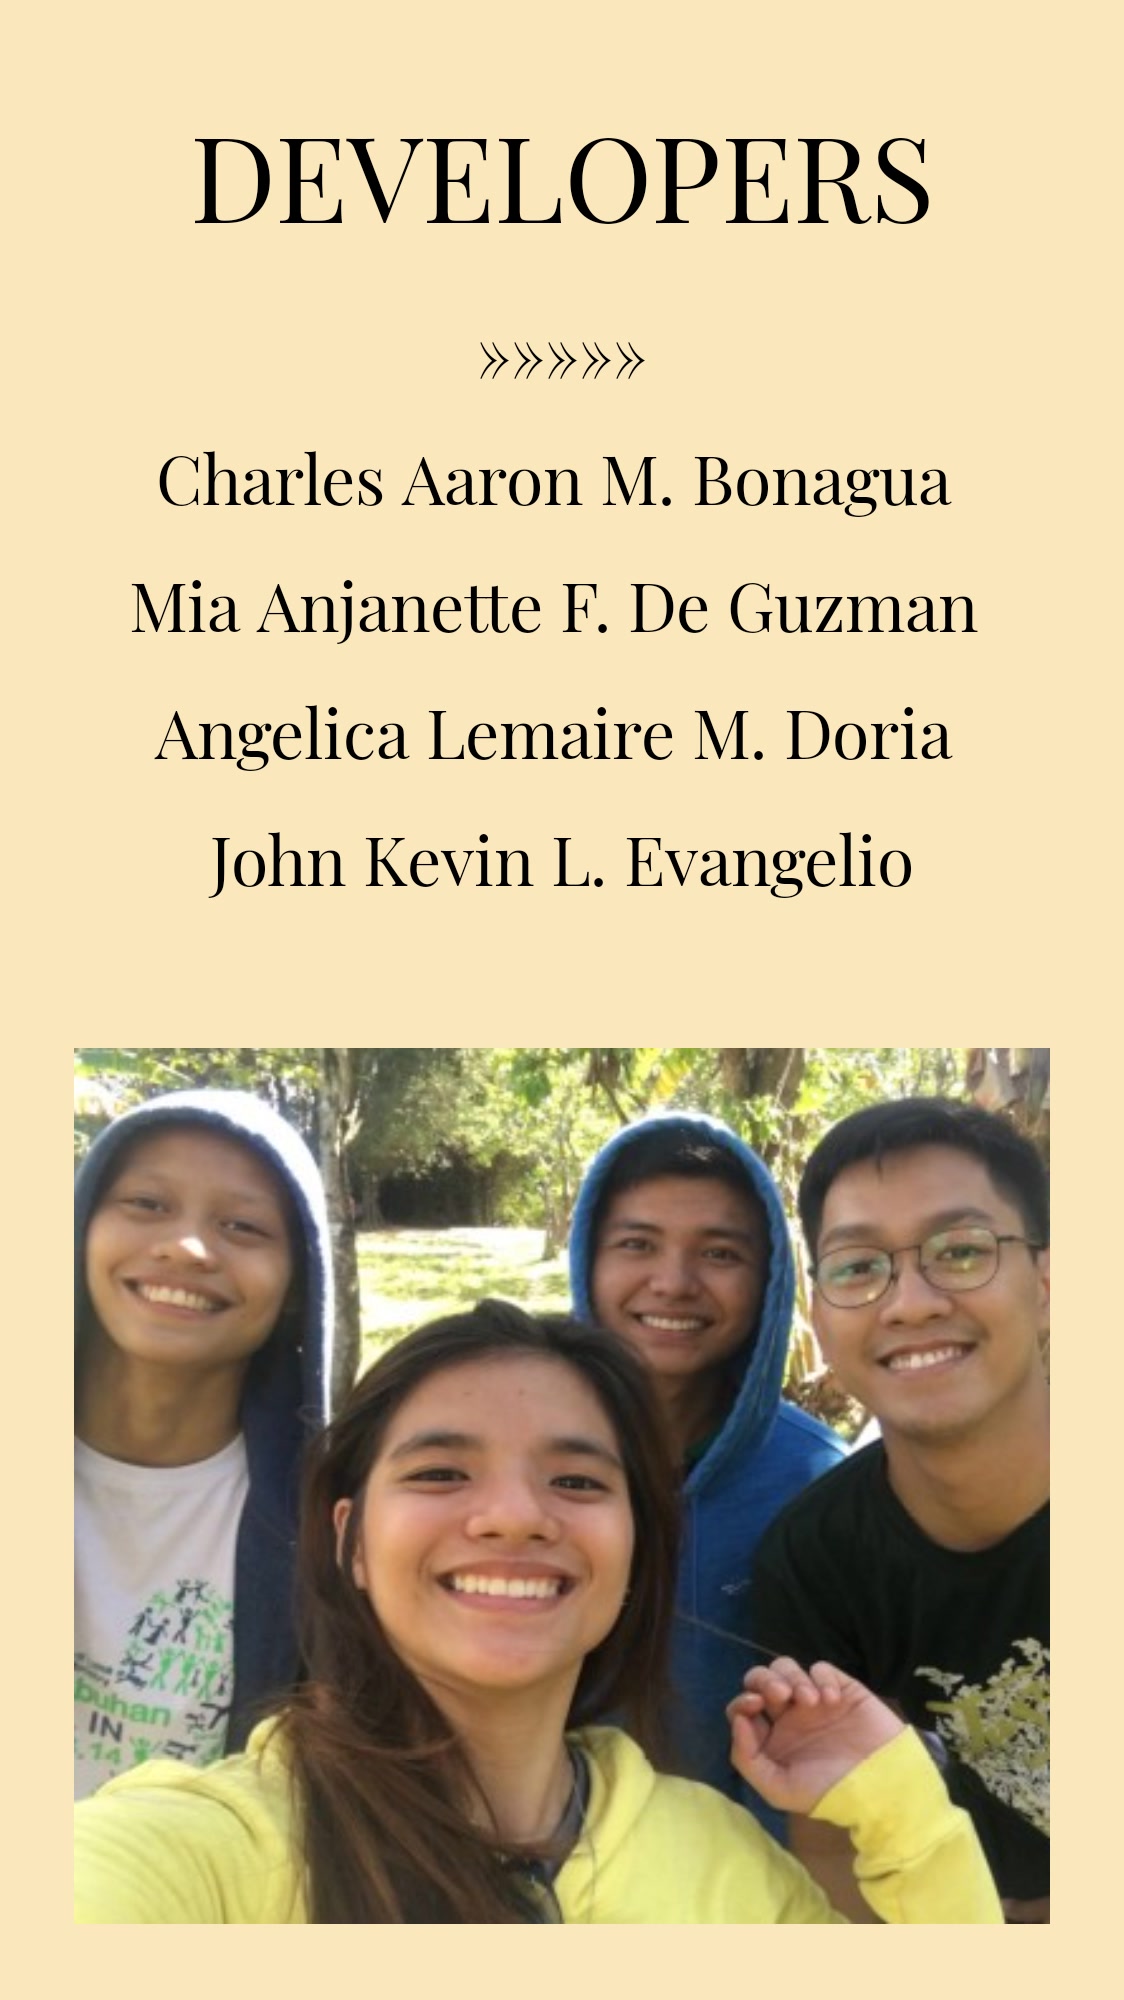 DEVELOPERS
»»»»»
Charles Aaron M. Bonagua
Mia Anjanette F. De Guzman
Angelica Lemaire M. Doria
John Kevin L. Evangelio
buhan
IN
.14